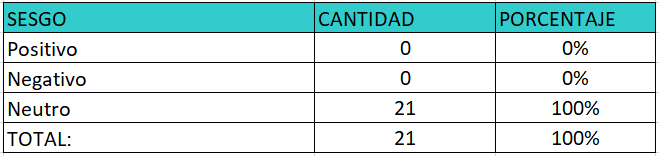 SESGO CANTIDAD PORCENTAJE
Positivo 0 0%
Negativo 0 0%
Neutro 21 100%
TOTAL: 21 100%